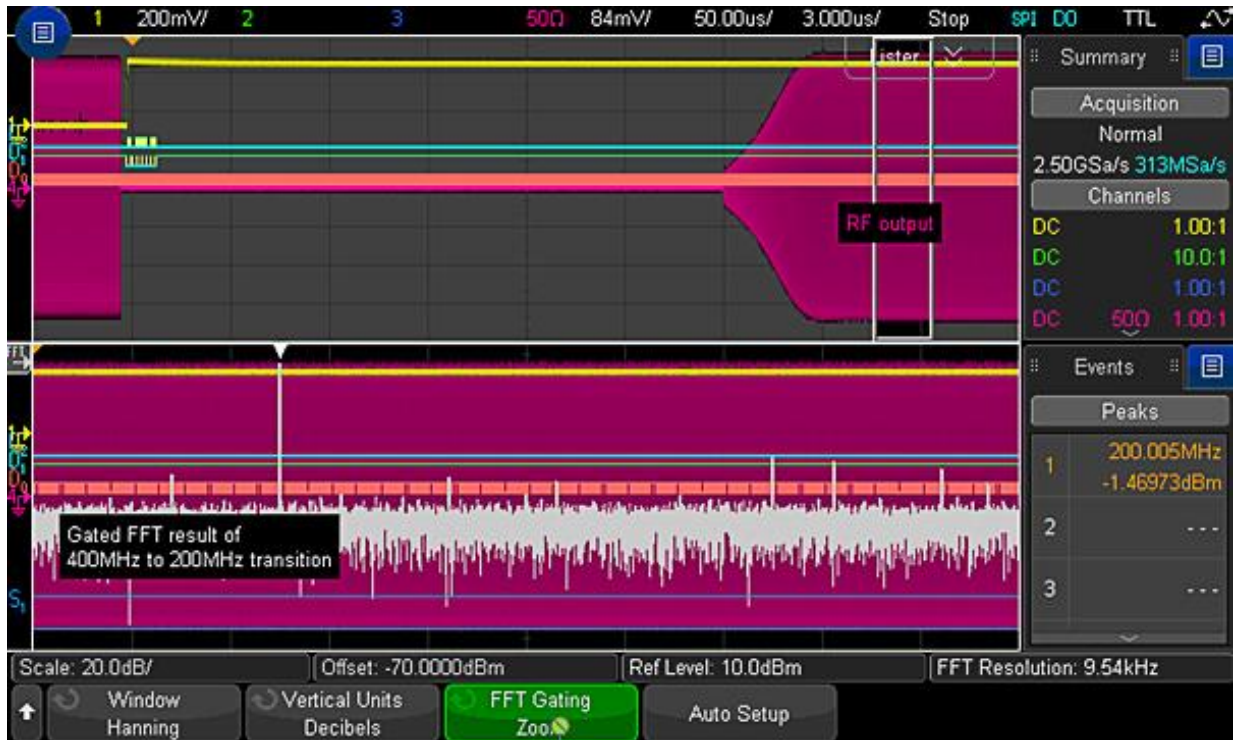 1 200mV/ 2 3 50Ω 84mV/ 50.00us/ 3.000us/ Stop SPI D0 TTL
Lister
Summary
Acquisition
Normal
2.50GSa/s 313MSa/s
Channels
DC 1.00:1
DC 10.0:1
DC 1.00:1
DC 50Ω 1.00:1
RF output
Events
Peaks
1 200.005MHz
-1.46973dBm
2 ---
3 ---
Gated FFT result of
400MHz to 200MHz transition
S1
Scale: 20.0dB/ Offset: -70.0000dBm Ref Level: 10.0dBm FFT Resolution: 9.54kHz
Window Vertical Units FFT Gating Auto Setup
Hanning Decibels